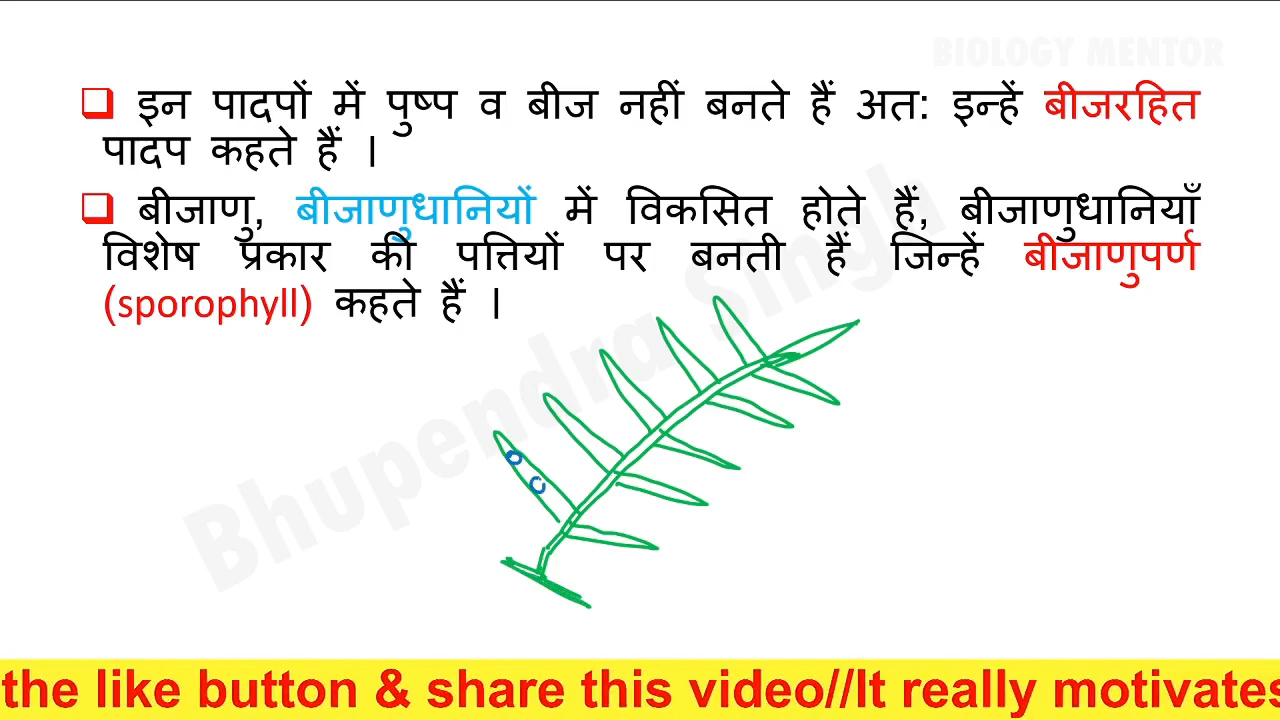 BIOLOGY MENTOR
इन पादपों में पुष्प व बीज नहीं बनते हैं अत: इन्हें बीजरहित
पादप कहते हैं ।
बीजाणु, बीजाणुधानियों में विकसित होते हैं, बीजाणुधानियाँ
विशेष प्रकार की पत्तियों पर बनती हैं जिन्हें बीजाणुपर्ण
(sporophyll) कहते हैं ।
Bhupendra Singh
the like button & share this video//It really motivates